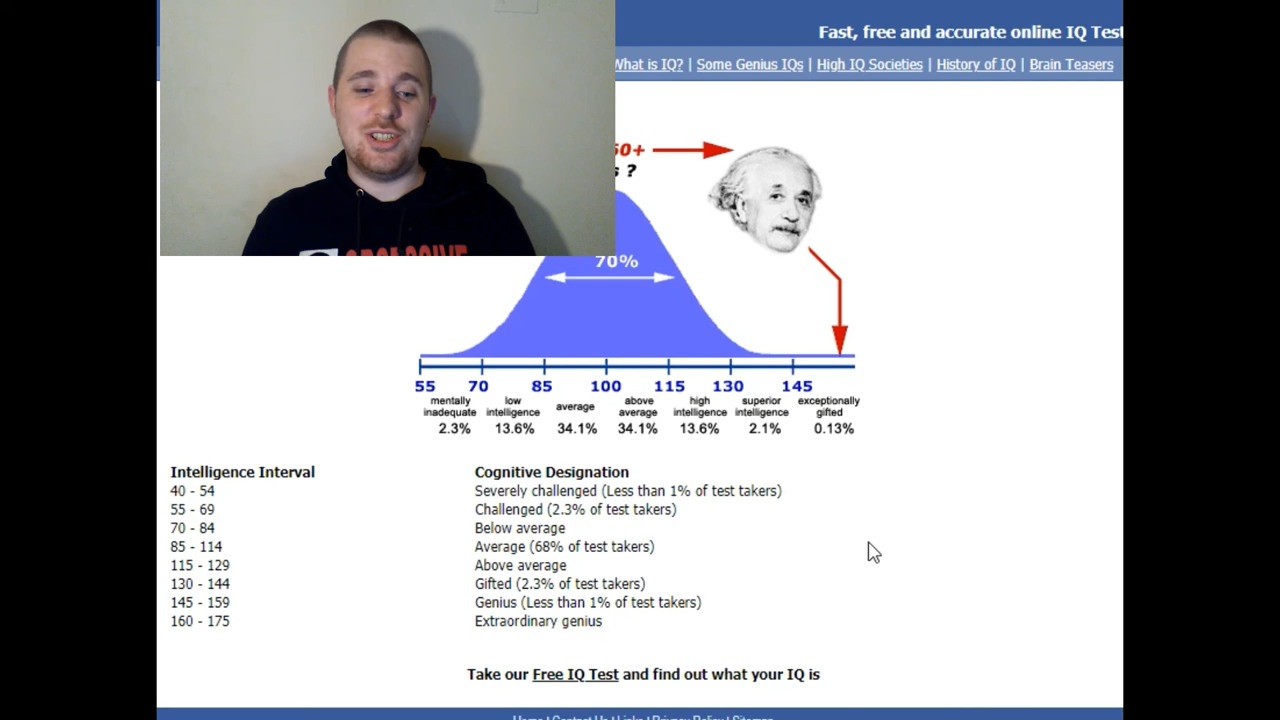 Fast, free and accurate online IQ Test
What is IQ? | Some Genius IQs | High IQ Societies | History of IQ | Brain Teasers
60+
s ?
70%
55 70 85 100 115 130 145
mentally inadequate low intelligence average above average high intelligence superior intelligence exceptionally gifted
2.3% 13.6% 34.1% 34.1% 13.6% 2.1% 0.13%
Intelligence Interval Cognitive Designation
40 - 54 Severely challenged (Less than 1% of test takers)
55 - 69 Challenged (2.3% of test takers)
70 - 84 Below average
85 - 114 Average (68% of test takers)
115 - 129 Above average
130 - 144 Gifted (2.3% of test takers)
145 - 159 Genius (Less than 1% of test takers)
160 - 175 Extraordinary genius
Take our Free IQ Test and find out what your IQ is